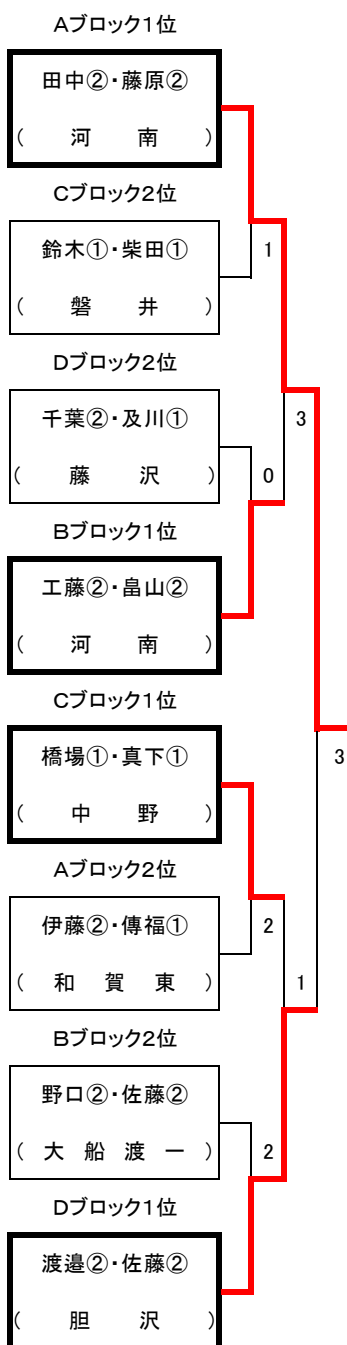 Aブロック1位
田中②・藤原②
( 河 南 )
Cブロック2位
鈴木①・柴田①
1
( 磐 井 )
Dブロック2位
千葉②・及川①
3
( 藤 沢 )
0
Bブロック1位
工藤②・畠山②
( 河 南 )
Cブロック1位
橋場①・真下①
3
( 中 野 )
Aブロック2位
伊藤②・傳福①
2
( 和 賀 東 )
1
Bブロック2位
野口②・佐藤②
( 大 船 渡 一 )
2
Dブロック1位
渡邉②・佐藤②
( 胆 沢 )